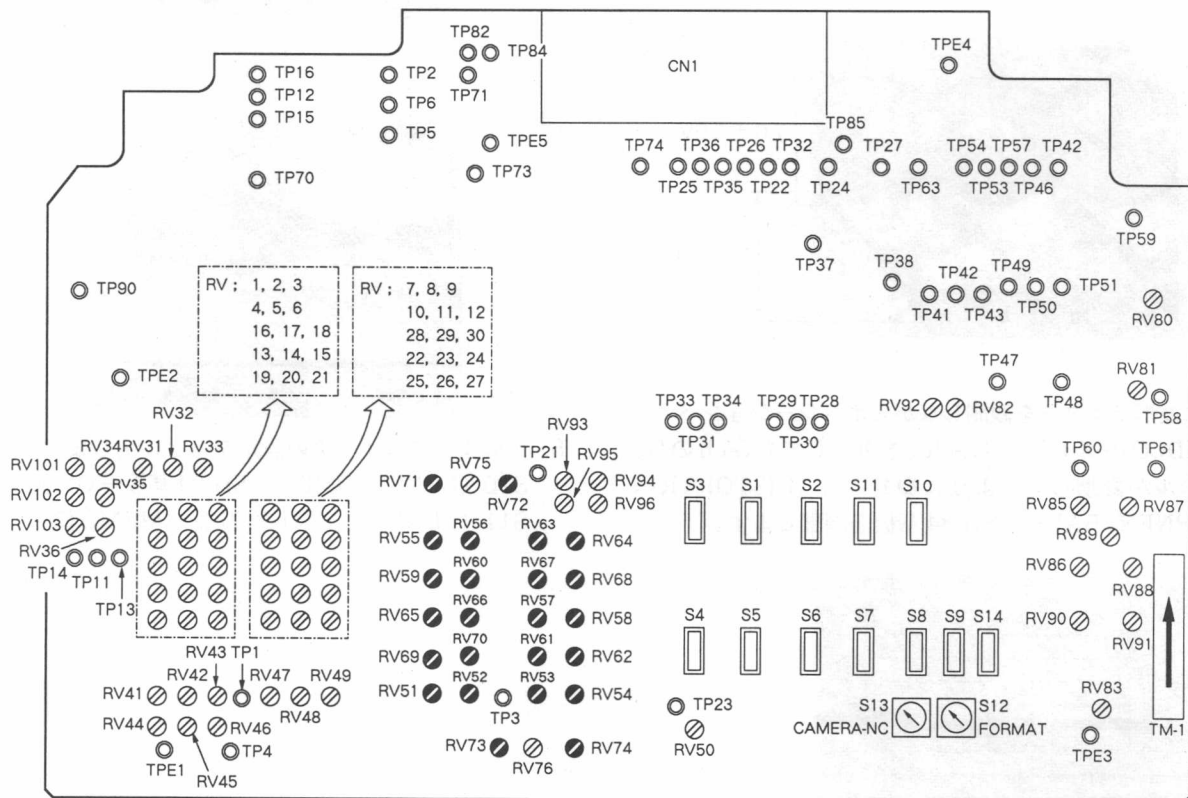 TP82
TP84
TPE4
TP16
TP2
CN1
TP12
TP6
TP71
TP15
TP5
TPE5
TP85
TP74
TP36
TP26
TP32
TP27
TP54
TP57
TP42
TP70
TP73
TP25
TP35
TP22
TP24
TP63
TP53
TP46
TP59
TP37
TP38
TP42
TP49
TP51
TP90
RV ; 1, 2, 3
4, 5, 6
16, 17, 18
13, 14, 15
19, 20, 21
RV ; 7, 8, 9
10, 11, 12
28, 29, 30
22, 23, 24
25, 26, 27
TP41
TP43
TP50
RV80
TPE2
TP47
TP48
RV81
TP58
RV32
RV92
RV82
TP33
TP34
TP29
TP28
TP31
TP30
RV93
RV95
RV34
RV31
RV33
RV101
TP21
TP60
TP61
RV75
RV71
RV72
RV94
RV96
RV102
RV35
S3
S1
S2
S11
S10
RV85
RV87
RV103
RV36
RV56
RV63
RV55
RV64
RV89
TP14
TP11
TP13
RV60
RV67
RV59
RV68
RV86
RV88
RV66
RV57
RV65
RV58
S4
S5
S6
S7
S8
S9
S14
RV90
RV91
RV70
RV61
RV43
TP1
RV69
RV62
RV42
RV47
RV49
RV52
RV53
RV41
RV48
RV51
RV54
TP3
TP23
RV83
S13
CAMERA-NC
S12
FORMAT
RV44
RV46
RV50
TM-1
RV73
RV76
RV74
TPE1
TP4
RV45
TPE3